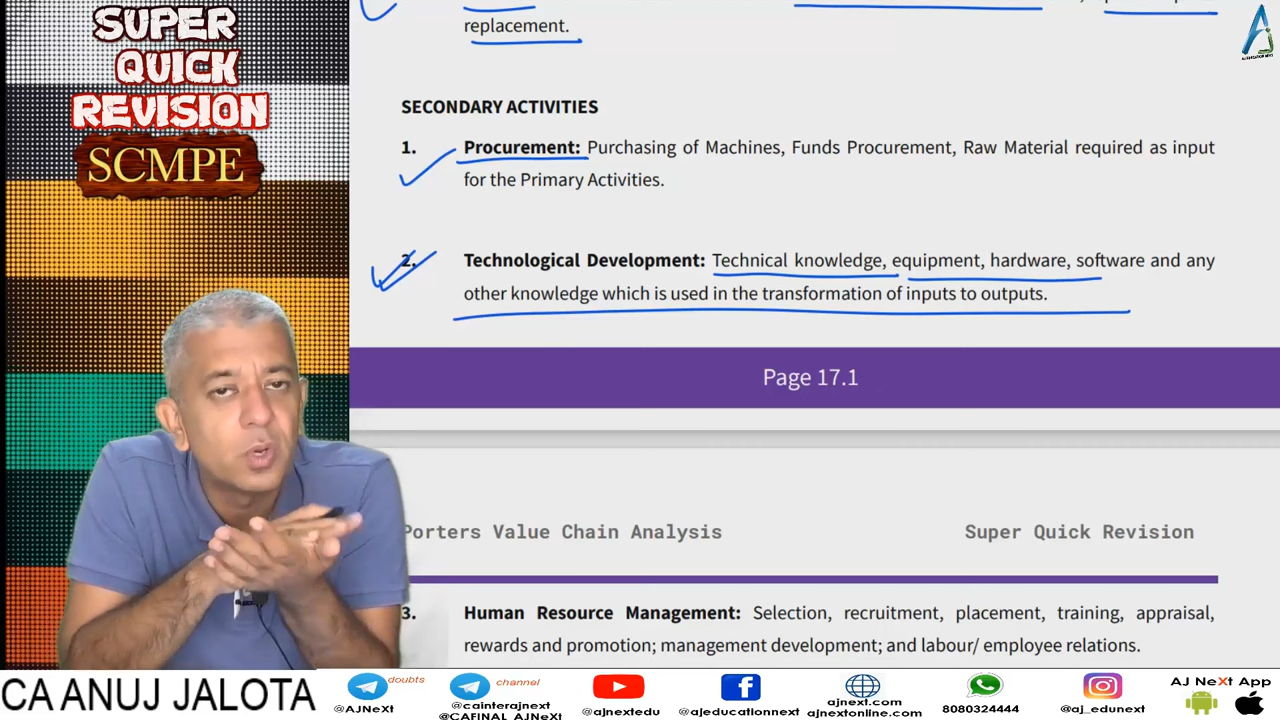 SUPER
QUICK
REVISION
SCMPE
replacement.
SECONDARY ACTIVITIES
1. Procurement: Purchasing of Machines, Funds Procurement, Raw Material required as input
for the Primary Activities.
2. Technological Development: Technical knowledge, equipment, hardware, software and any
other knowledge which is used in the transformation of inputs to outputs.
Page 17.1
Porters Value Chain Analysis Super Quick Revision
3. Human Resource Management: Selection, recruitment, placement, training, appraisal,
rewards and promotion; management development; and labour/ employee relations.
CA ANUJ JALOTA
doubts
@AJNeXt
channel
@cainterajnext
@CAFINAL_AJNeXt
@ajnextedu
@ajeducationnext
ajnext.com
ajnextonline.com
8080324444
@aj_edunext
AJ NeXt App